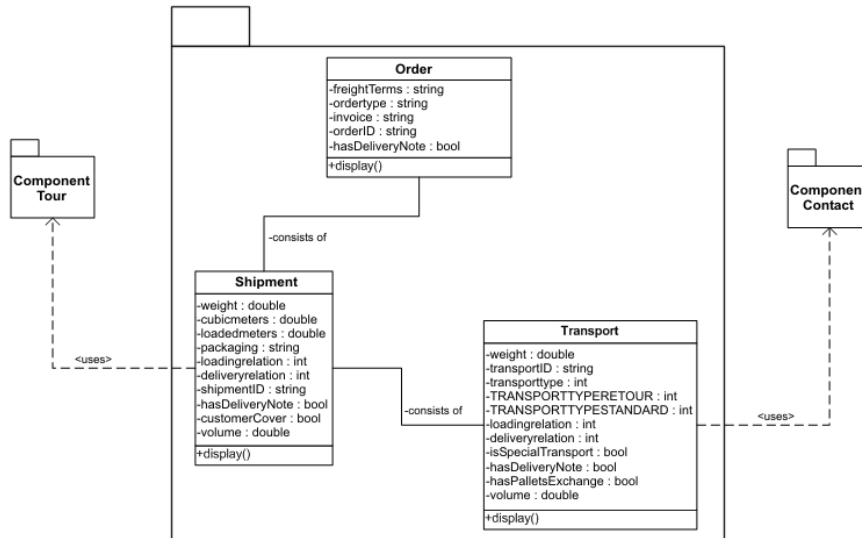 Order
-freightTerms : string
-ordertype : string
-invoice : string
-orderID : string
-hasDeliveryNote : bool
+display()
Component
Tour
Component
Contact
-consists of
Shipment
-weight : double
-cubicmeters : double
-loadedmeters : double
-packaging : string
-loadingrelation : int
-deliveryrelation : int
-shipmentID : string
-hasDeliveryNote : bool
-customerCover : bool
-volume : double
+display()
<uses>
-consists of
Transport
-weight : double
-transportID : string
-transporttype : int
-TRANSPORTTYPERETOUR : int
-TRANSPORTTYPESTANDARD : int
-loadingrelation : int
-deliveryrelation : int
-isSpecialTransport : bool
-hasDeliveryNote : bool
-hasPalletsExchange : bool
-volume : double
+display()
<uses>